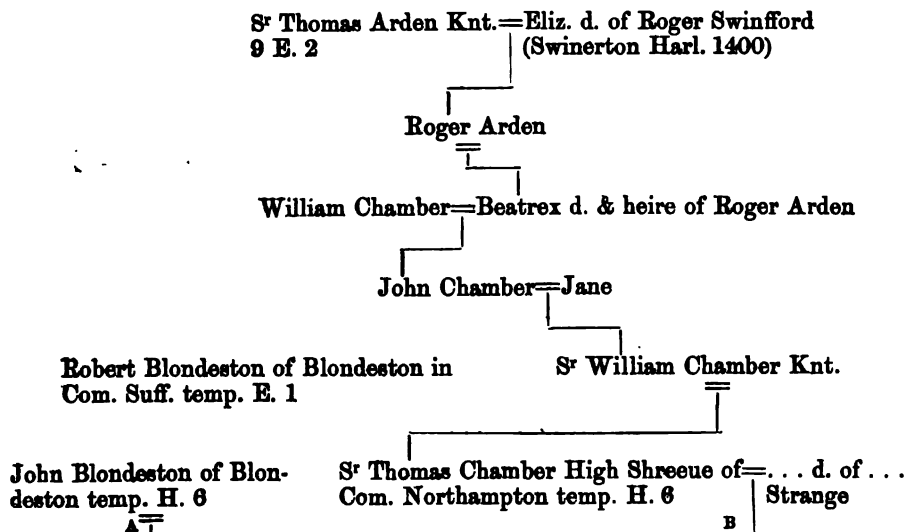 Sr Thomas Arden Knt.=Eliz. d. of Roger Swinfford
9 E. 2 (Swinerton Harl. 1400)
Roger Arden
=
William Chamber=Beatrex d. & heire of Roger Arden
John Chamber=Jane
Robert Blondeston of Blondeston in
Com. Suff. temp. E. 1
Sr William Chamber Knt.
=
John Blondeston of Blon-
deston temp. H. 6
A=
Sr Thomas Chamber High Shreeue of=... d. of ...
Com. Northampton temp. H. 6 Strange
B